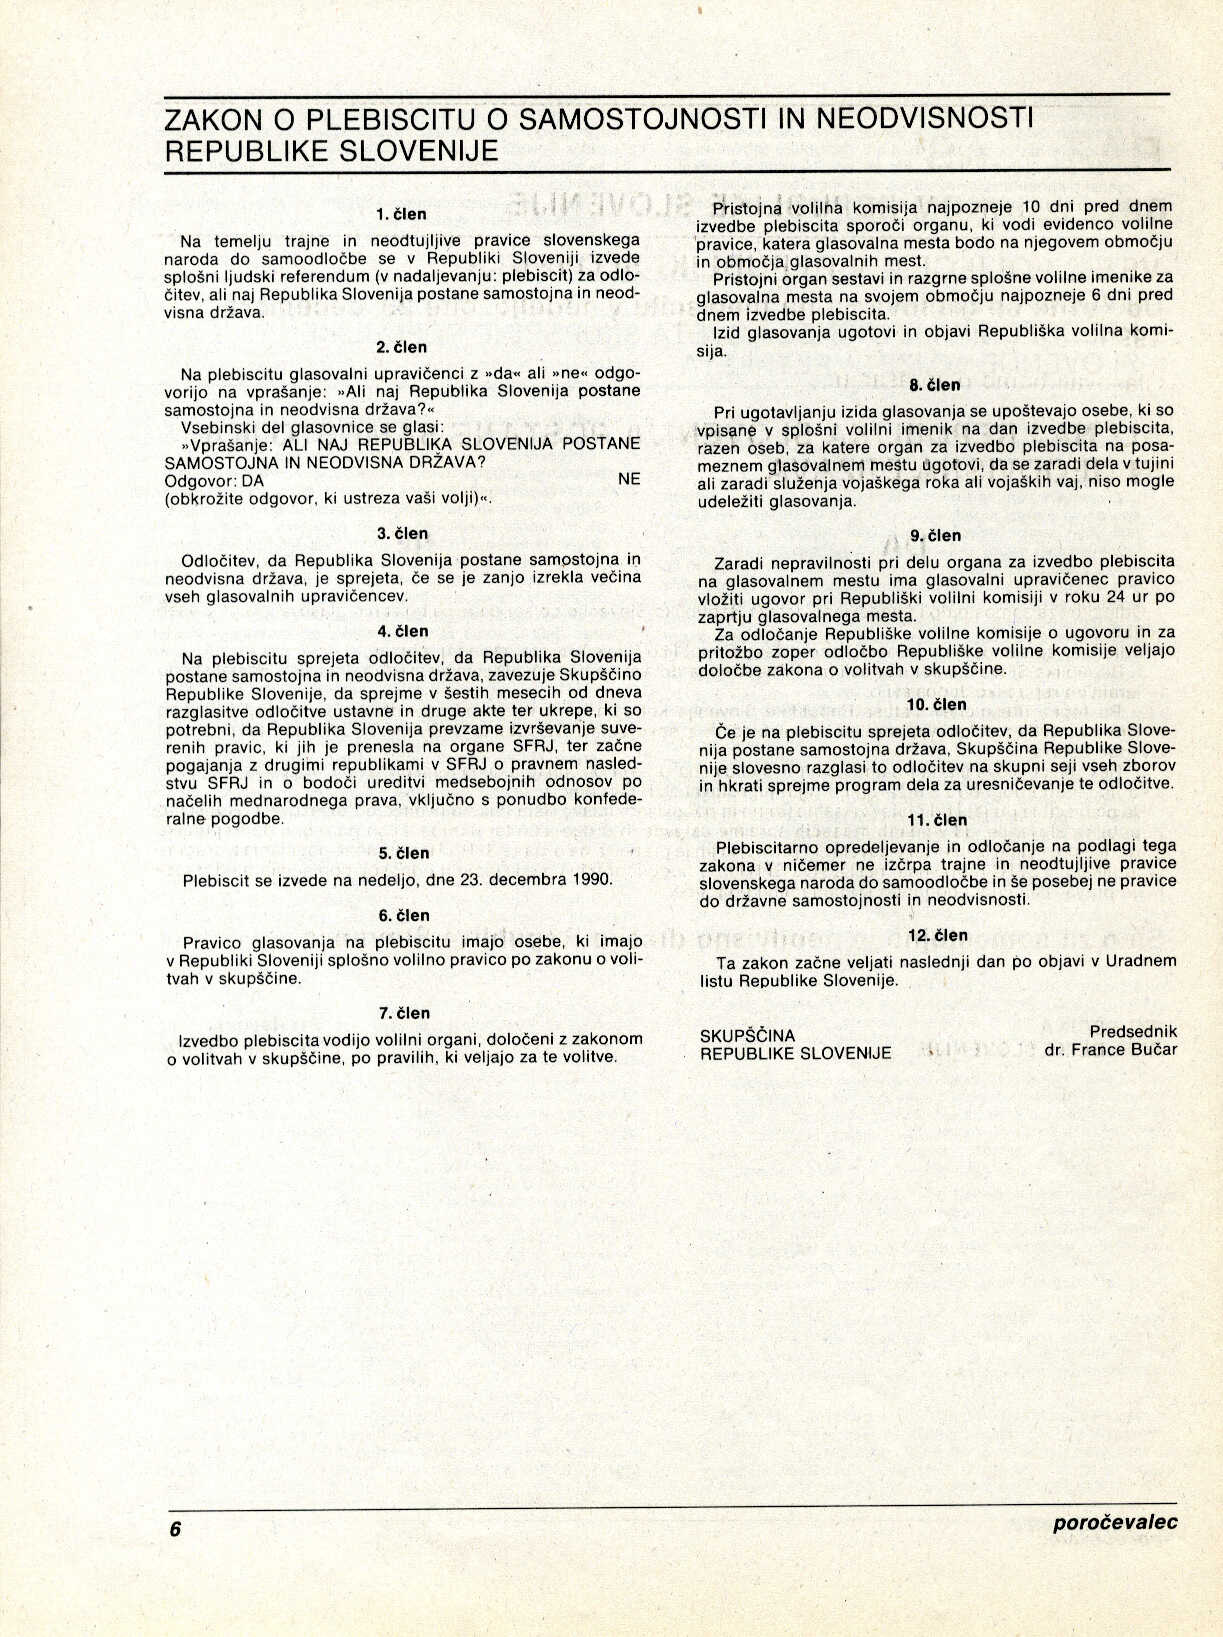 ZAKON O PLEBISCITU O SAMOSTOJNOSTI IN NEODVISNOSTI
REPUBLIKE SLOVENIJE
1. člen
Na temelju trajne in neodtujljive pravice slovenskega
naroda do samoodločbe se v Republiki Sloveniji izvede
splošni ljudski referendum (v nadaljevanju: plebiscit) za odlo-
čitev, ali naj Republika Slovenija postane samostojna in neod-
visna država.
2. člen
Na plebiscitu glasovalni upravičenci z »da« ali »ne« odgo-
vorijo na vprašanje: »Ali naj Republika Slovenija postane
samostojna in neodvisna država?«
Vsebinski del glasovnice se glasi:
»Vprašanje: ALI NAJ REPUBLIKA SLOVENIJA POSTANE
SAMOSTOJNA IN NEODVISNA DRŽAVA?
Odgovor: DA NE
(obkrožite odgovor, ki ustreza vaši volji)«.
3. člen
Odločitev, da Republika Slovenija postane samostojna in
neodvisna država, je sprejeta, če se je zanjo izrekla večina
vseh glasovalnih upravičencev.
4. člen
Na plebiscitu sprejeta odločitev, da Republika Slovenija
postane samostojna in neodvisna država, zavezuje Skupščino
Republike Slovenije, da sprejme v šestih mesecih od dneva
razglasitve odločitve ustavne in druge akte ter ukrepe, ki so
potrebni, da Republika Slovenija prevzame izvrševanje suve-
renih pravic, ki jih je prenesla na organe SFRJ, ter začne
pogajanja z drugimi republikami v SFRJ o pravnem nasled-
stvu SFRJ in o bodoči ureditvi medsebojnih odnosov po
načelih mednarodnega prava, vključno s ponudbo konfede-
ralne pogodbe.
5. člen
Plebiscit se izvede na nedeljo, dne 23. decembra 1990.
6. člen
Pravico glasovanja na plebiscitu imajo osebe, ki imajo
v Republiki Sloveniji splošno volilno pravico po zakonu o voli-
tvah v skupščine.
7. člen
Izvedbo plebiscita vodijo volilni organi, določeni z zakonom
o volitvah v skupščine, po pravilih, ki veljajo za te volitve.
Pristojna volilna komisija najpozneje 10 dni pred dnem
izvedbe plebiscita sporoči organu, ki vodi evidenco volilne
pravice, katera glasovalna mesta bodo na njegovem območju
in območja glasovalnih mest.
Pristojni organ sestavi in razgrne splošne volilne imenike za
glasovalna mesta na svojem območju najpozneje 6 dni pred
dnem izvedbe plebiscita.
Izid glasovanja ugotovi in objavi Republiška volilna komi-
sija.
8. člen
Pri ugotavljanju izida glasovanja se upoštevajo osebe, ki so
vpisane v splošni volilni imenik na dan izvedbe plebiscita,
razen oseb, za katere organ za izvedbo plebiscita na posa-
meznem glasovalnem mestu ugotovi, da se zaradi dela v tujini
ali zaradi služenja vojaškega roka ali vojaških vaj, niso mogle
udeležiti glasovanja.
9. člen
Zaradi nepravilnosti pri delu organa za izvedbo plebiscita
na glasovalnem mestu ima glasovalni upravičenec pravico
vložiti ugovor pri Republiški volilni komisiji v roku 24 ur po
zaprtju glasovalnega mesta.
Za odločanje Republiške volilne komisije o ugovoru in za
pritožbo zoper odločbo Republiške volilne komisije veljajo
določbe zakona o volitvah v skupščine.
10. člen
Če je na plebiscitu sprejeta odločitev, da Republika Slove-
nija postane samostojna država, Skupščina Republike Slove-
nije slovesno razglasi to odločitev na skupni seji vseh zborov
in hkrati sprejme program dela za uresničevanje te odločitve.
11. člen
Plebiscitarno opredeljevanje in odločanje na podlagi tega
zakona v ničemer ne izčrpa trajne in neodtujljive pravice
slovenskega naroda do samoodločbe in še posebej ne pravice
do državne samostojnosti in neodvisnosti.
12. člen
Ta zakon začne veljati naslednji dan po objavi v Uradnem
listu Republike Slovenije.
SKUPŠČINA
REPUBLIKE SLOVENIJE
Predsednik
dr. France Bučar
6
poročevalec